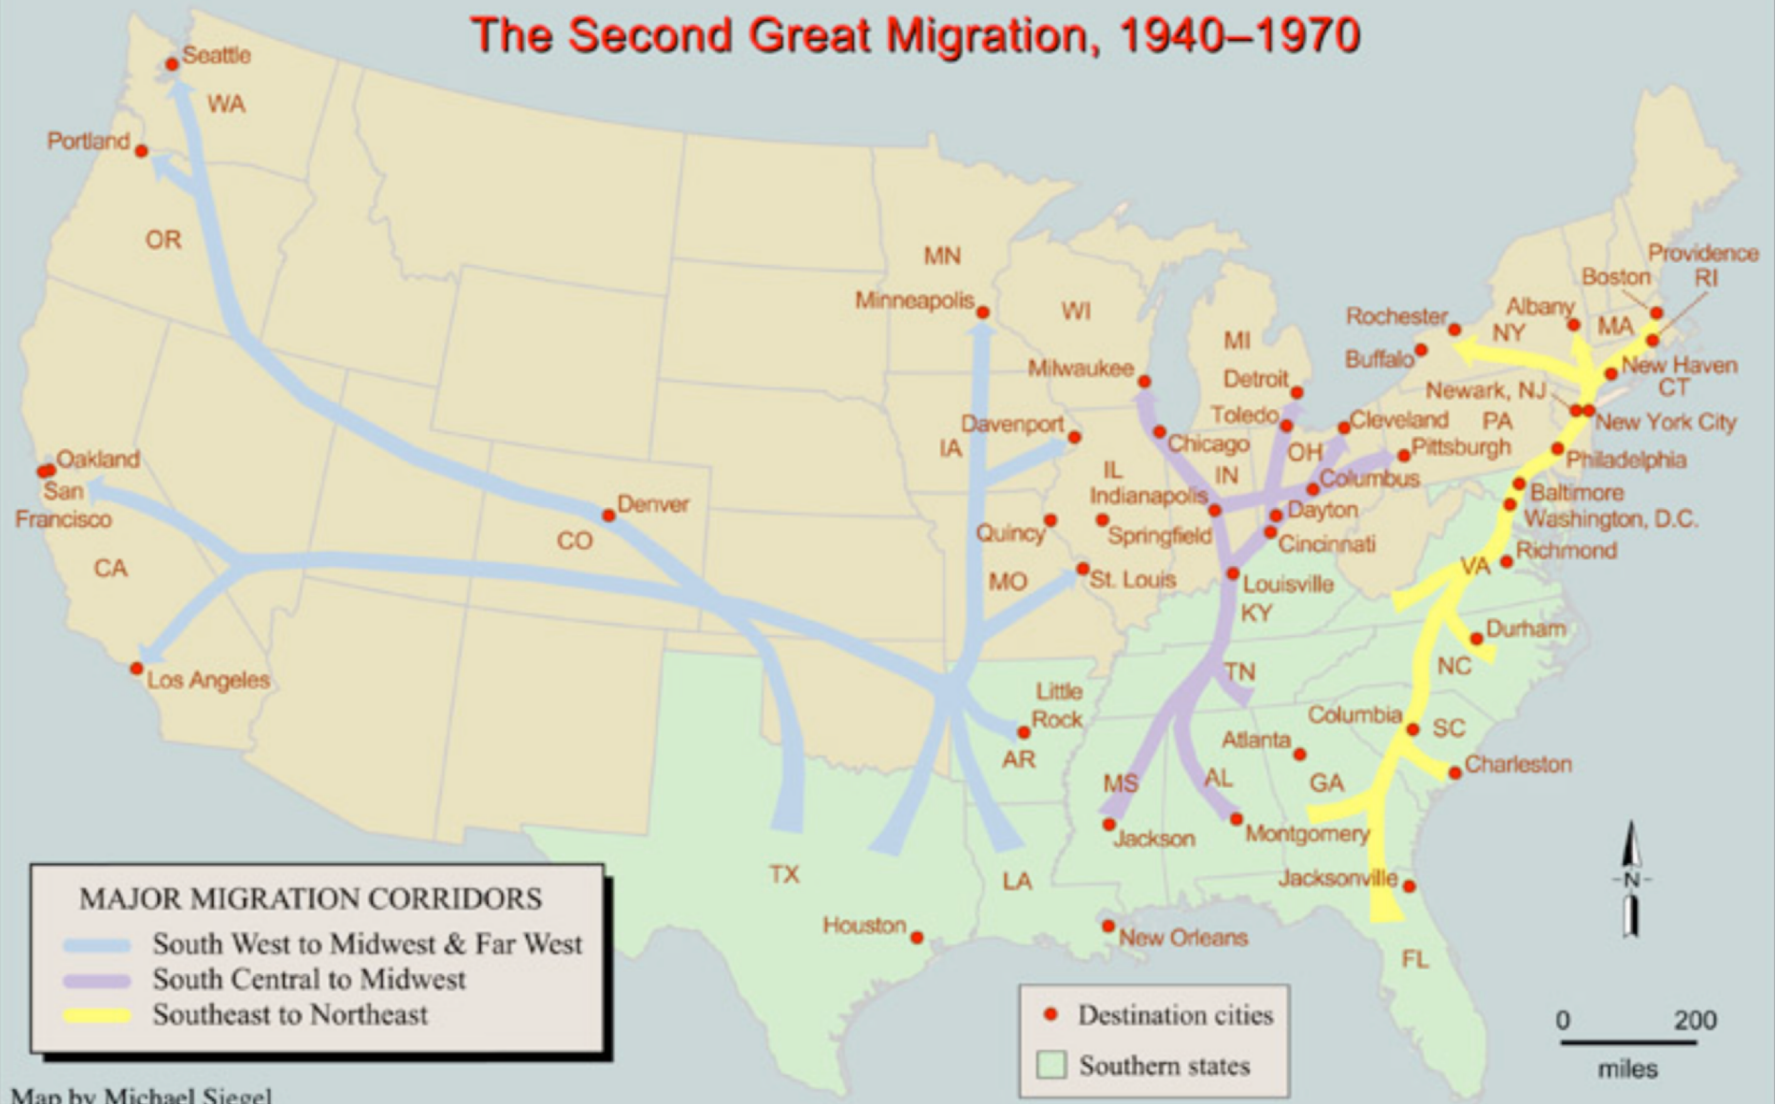 The Second Great Migration, 1940–1970
Seattle
WA
Portland
OR
MN
Minneapolis
WI
Milwaukee
MI
Detroit
Toledo
Cleveland
Chicago
Davenport
IA
IL
IN
OH
Pittsburgh
PA
Columbus
Indianapolis
Dayton
Cincinnati
Quincy
Springfield
MO
St. Louis
Louisville
KY
Providence
RI
Boston
Albany
MA
Rochester
NY
Buffalo
New Haven
CT
Newark, NJ
New York City
Philadelphia
Baltimore
Washington, D.C.
Richmond
VA
Durham
NC
Columbia
SC
Charleston
Oakland
San
Francisco
CA
Los Angeles
Denver
CO
TN
Little
Rock
AR
Atlanta
GA
MS
AL
Jackson
Montgomery
Jacksonville
FL
TX
LA
Houston
New Orleans
N
MAJOR MIGRATION CORRIDORS
South West to Midwest & Far West
South Central to Midwest
Southeast to Northeast
Destination cities
Southern states
0 200
miles
Map by Michael Siegel